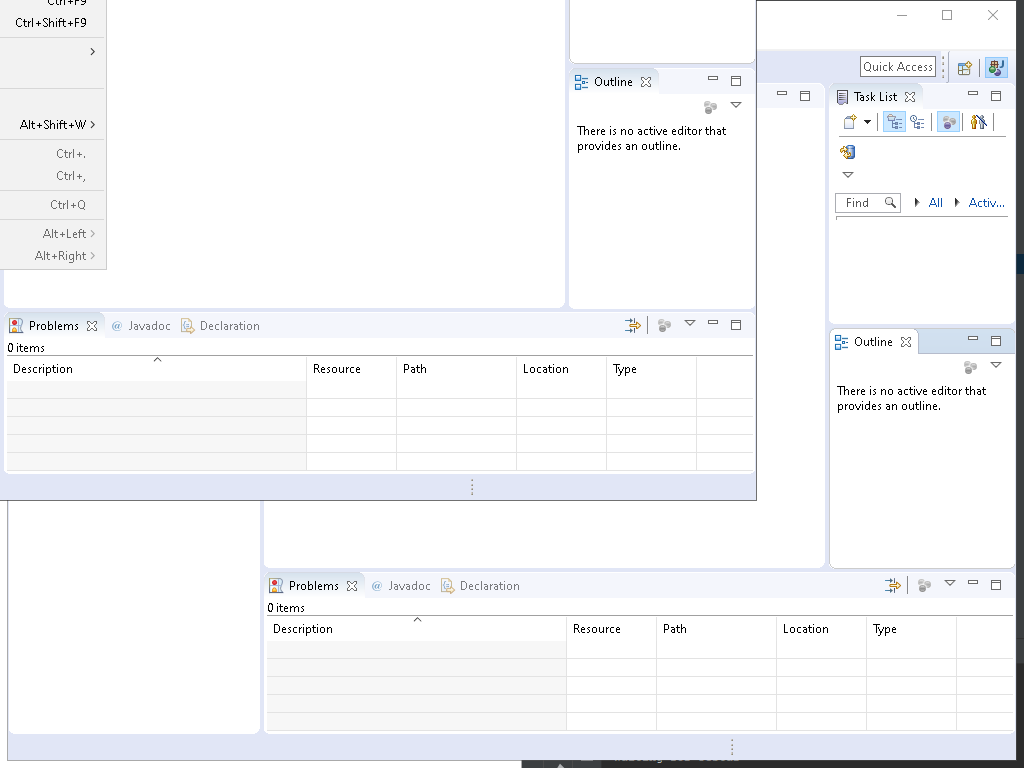 Ctrl+F9
Ctrl+Shift+F9
Alt+Shift+W
Ctrl+.
Ctrl+,
Ctrl+Q
Alt+Left
Alt+Right
Outline
There is no active editor that
provides an outline.
Problems @ Javadoc Declaration
0 items
Description Resource Path Location Type
Quick Access
Task List
Find All Activ...
Outline
There is no active editor that
provides an outline.
Problems @ Javadoc Declaration
0 items
Description Resource Path Location Type